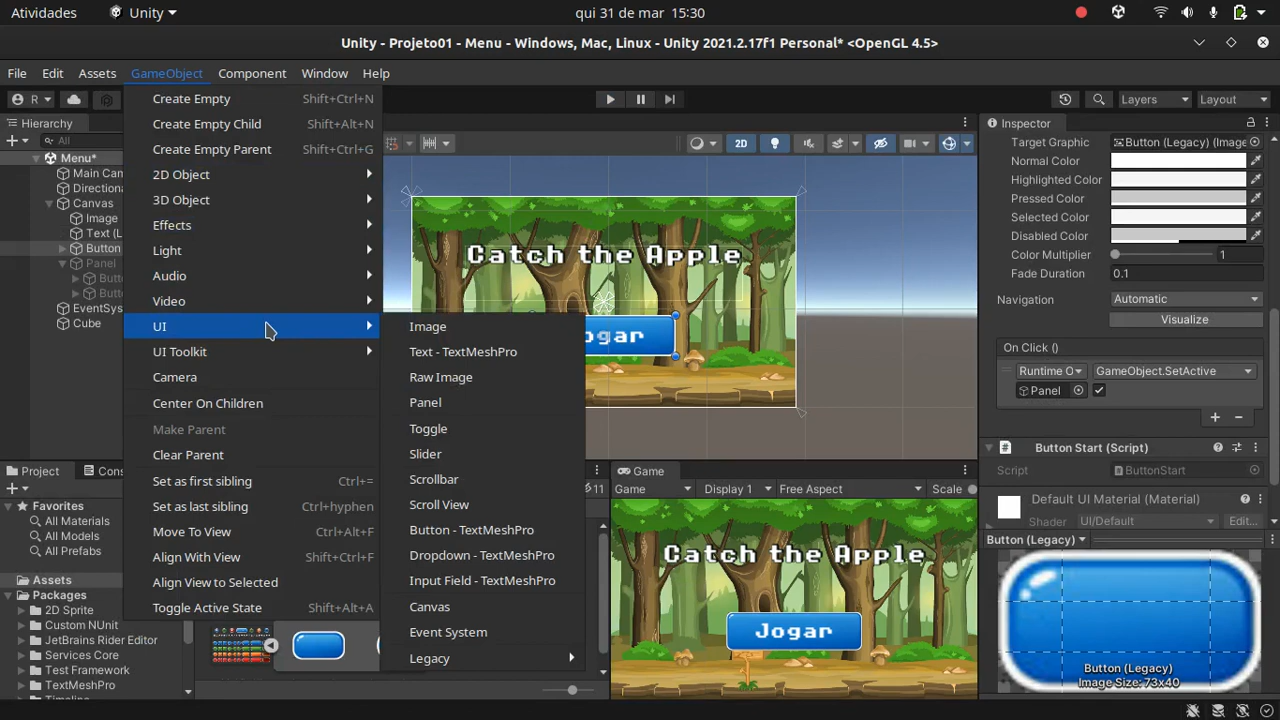 Atividades
Unity
qui 31 de mar 15:30
Unity - Projeto01 - Menu - Windows, Mac, Linux - Unity 2021.2.17f1 Personal* <OpenGL 4.5>
File Edit Assets GameObject Component Window Help
R
Layers
Layout
Hierarchy
All
Menu*
Main Cam
Direction
Canvas
Image
Text (L
Button
Panel
Butto
Butto
EventSys
Cube
Create Empty Shift+Ctrl+N
Create Empty Child Shift+Alt+N
Create Empty Parent Shift+Ctrl+G
2D Object
3D Object
Effects
Light
Audio
Video
UI
UI Toolkit
Camera
Center On Children
Make Parent
Clear Parent
Set as first sibling Ctrl+=
Set as last sibling Ctrl+hyphen
Move To View Ctrl+Alt+F
Align With View Shift+Ctrl+F
Align View to Selected
Toggle Active State Shift+Alt+A
Image
Text - TextMeshPro
Raw Image
Panel
Toggle
Slider
Scrollbar
Scroll View
Button - TextMeshPro
Dropdown - TextMeshPro
Input Field - TextMeshPro
Canvas
Event System
Legacy
2D
Catch the Apple
ogar
Project
Cons
Favorites
All Materials
All Models
All Prefabs
Assets
Packages
2D Sprite
Custom NUnit
JetBrains Rider Editor
Services Core
Test Framework
TextMeshPro
11
Game
Game Display 1 Free Aspect Scale
Catch the Apple
Jogar
Inspector
Target Graphic Button (Legacy) (Image
Normal Color
Highlighted Color
Pressed Color
Selected Color
Disabled Color
Color Multiplier 1
Fade Duration 0.1
Navigation Automatic
Visualize
On Click ()
Runtime O GameObject.SetActive
Panel
+ -
Button Start (Script)
Script ButtonStart
Default UI Material (Material)
Shader UI/Default Edit...
Button (Legacy)
Button (Legacy)
Image Size: 73x40